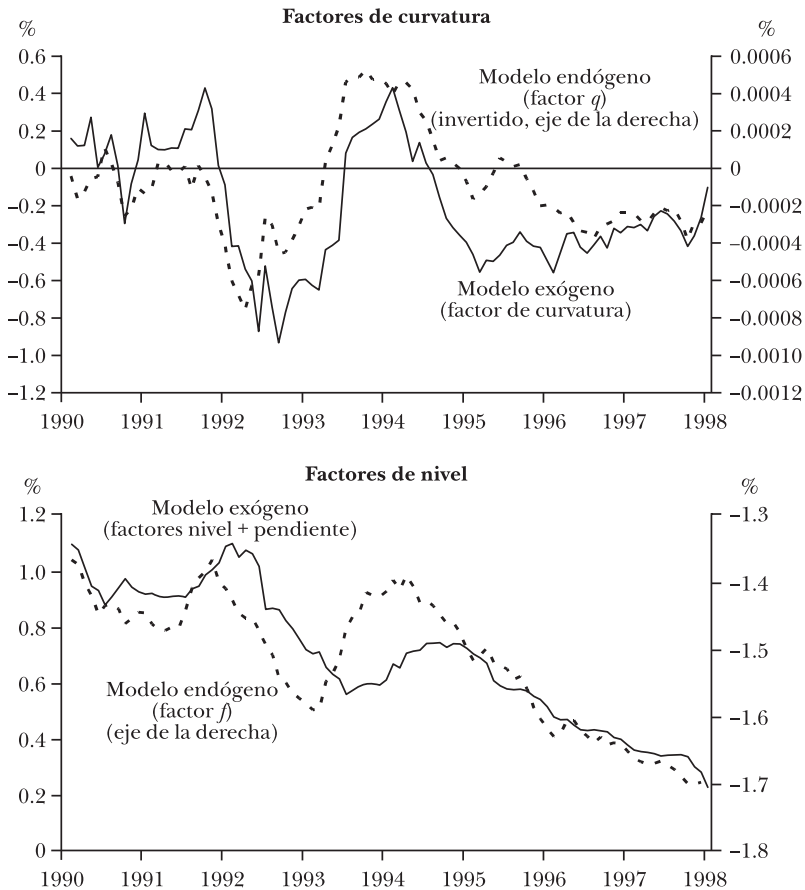 Factores de curvatura
% %
0.6 0.0006
0.4 0.0004
0.2 0.0002
0 0
−0.2 −0.0002
−0.4 −0.0004
−0.6 −0.0006
−0.8 −0.0008
−1.0 −0.0010
−1.2 −0.0012
Modelo endógeno
(factor q)
(invertido, eje de la derecha)
Modelo exógeno
(factor de curvatura)
1990 1991 1992 1993 1994 1995 1996 1997 1998
Factores de nivel
% %
1.2 −1.3
1.0 −1.4
0.8 −1.5
0.6 −1.6
0.4 −1.7
0.2 −1.8
0
Modelo exógeno
(factores nivel + pendiente)
Modelo endógeno
(factor f)
(eje de la derecha)
1990 1991 1992 1993 1994 1995 1996 1997 1998